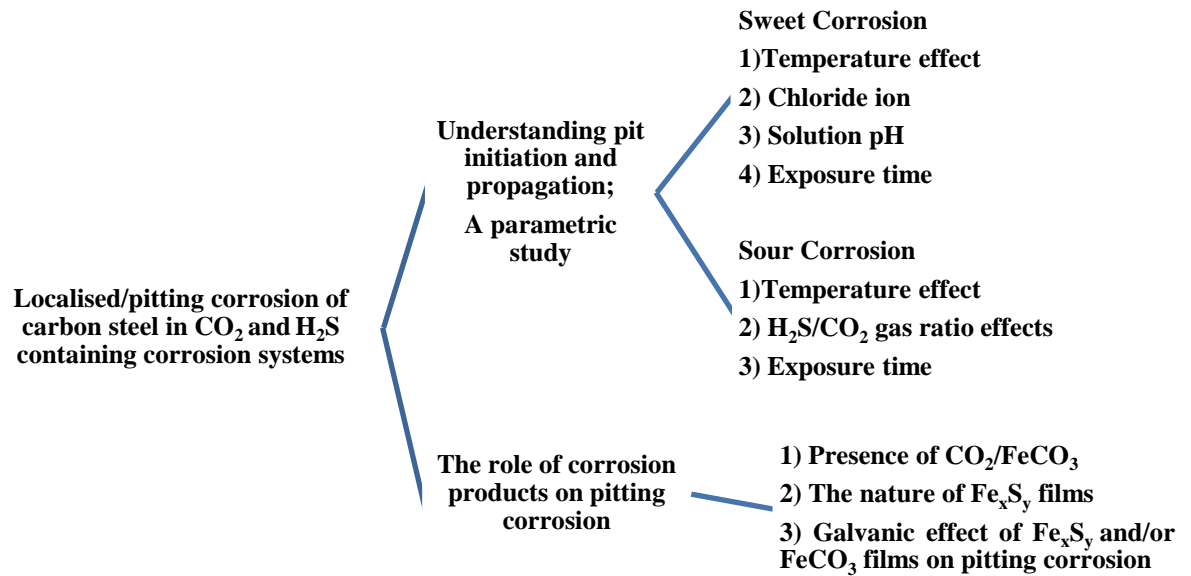 Localised/pitting corrosion of
carbon steel in CO₂ and H₂S
containing corrosion systems
Understanding pit
initiation and
propagation;
A parametric
study
Sweet Corrosion
1)Temperature effect
2) Chloride ion
3) Solution pH
4) Exposure time
Sour Corrosion
1)Temperature effect
2) H₂S/CO₂ gas ratio effects
3) Exposure time
The role of corrosion
products on pitting
corrosion
1) Presence of CO₂/FeCO₃
2) The nature of FeₓSᵧ films
3) Galvanic effect of FeₓSᵧ and/or
FeCO₃ films on pitting corrosion